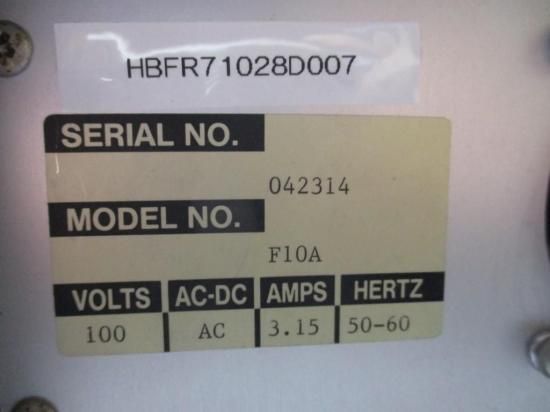 HBFR71028D007
SERIAL NO.
042314
MODEL NO.
F10A
VOLTS AC-DC AMPS HERTZ
100 AC 3.15 50-60